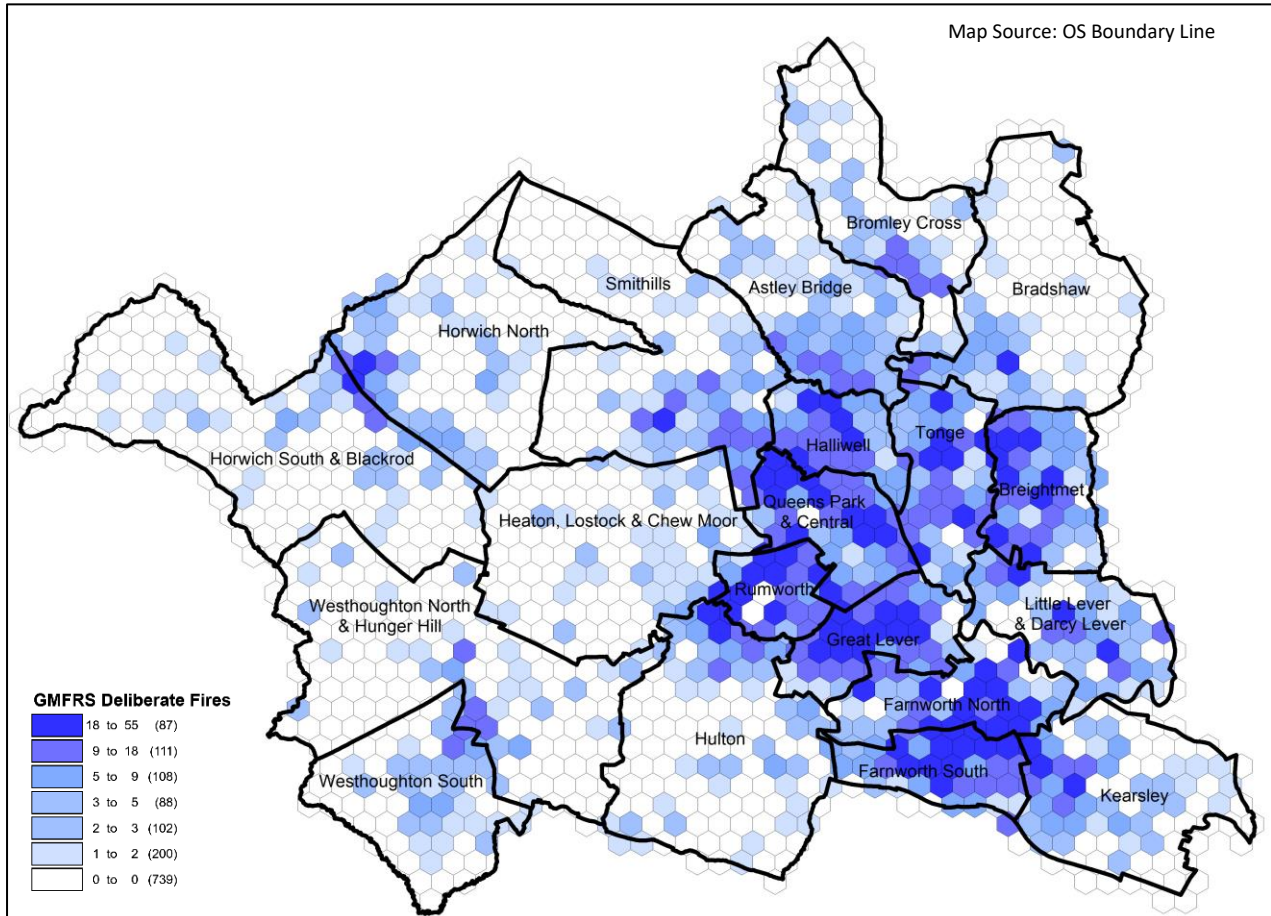 Map Source: OS Boundary Line
Bromley Cross
Smithills
Astley Bridge
Bradshaw
Horwich North
Halliwell
Tonge
Horwich South & Blackrod
Breightmet
Queens Park
& Central
Heaton, Lostock & Chew Moor
Rumworth
Westhoughton North
& Hunger Hill
Little Lever
& Darcy Lever
Great Lever
Farnworth North
Hulton
Farnworth South
Westhoughton South
Kearsley
GMFRS Deliberate Fires
18 to 55 (87)
9 to 18 (111)
5 to 9 (108)
3 to 5 (88)
2 to 3 (102)
1 to 2 (200)
0 to 0 (739)